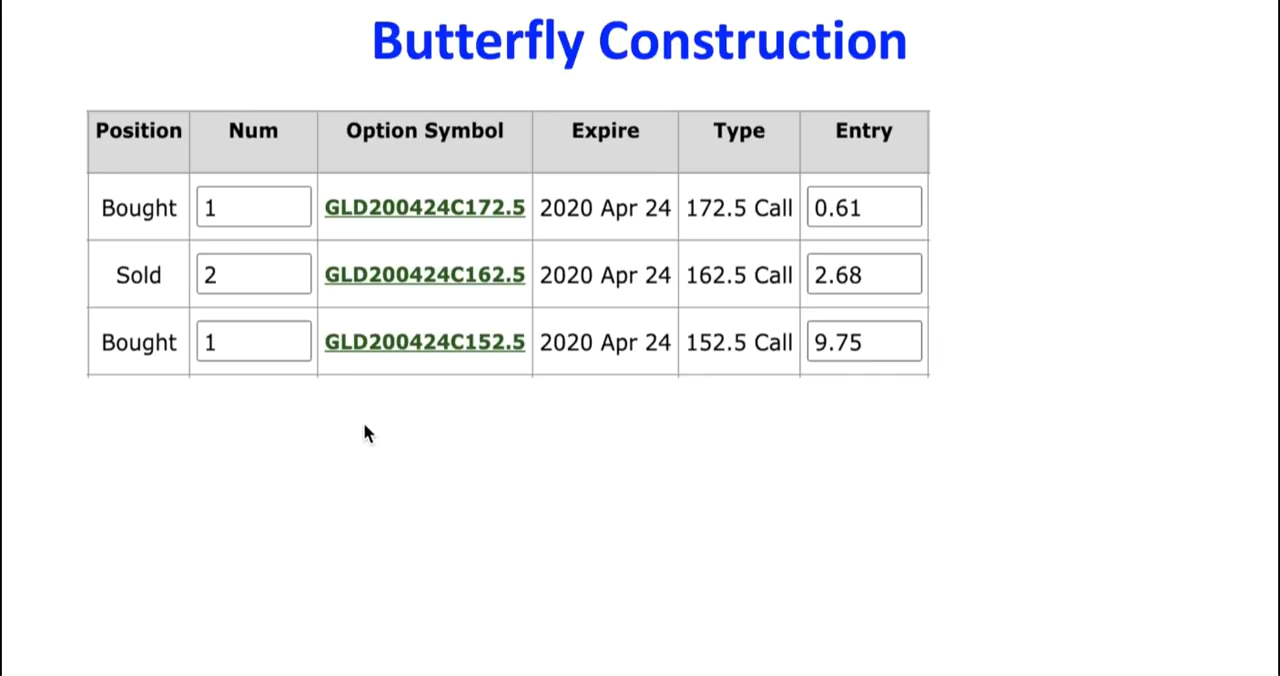 Butterfly Construction
Position Num Option Symbol Expire Type Entry
Bought 1 GLD200424C172.5 2020 Apr 24 172.5 Call 0.61
Sold 2 GLD200424C162.5 2020 Apr 24 162.5 Call 2.68
Bought 1 GLD200424C152.5 2020 Apr 24 152.5 Call 9.75